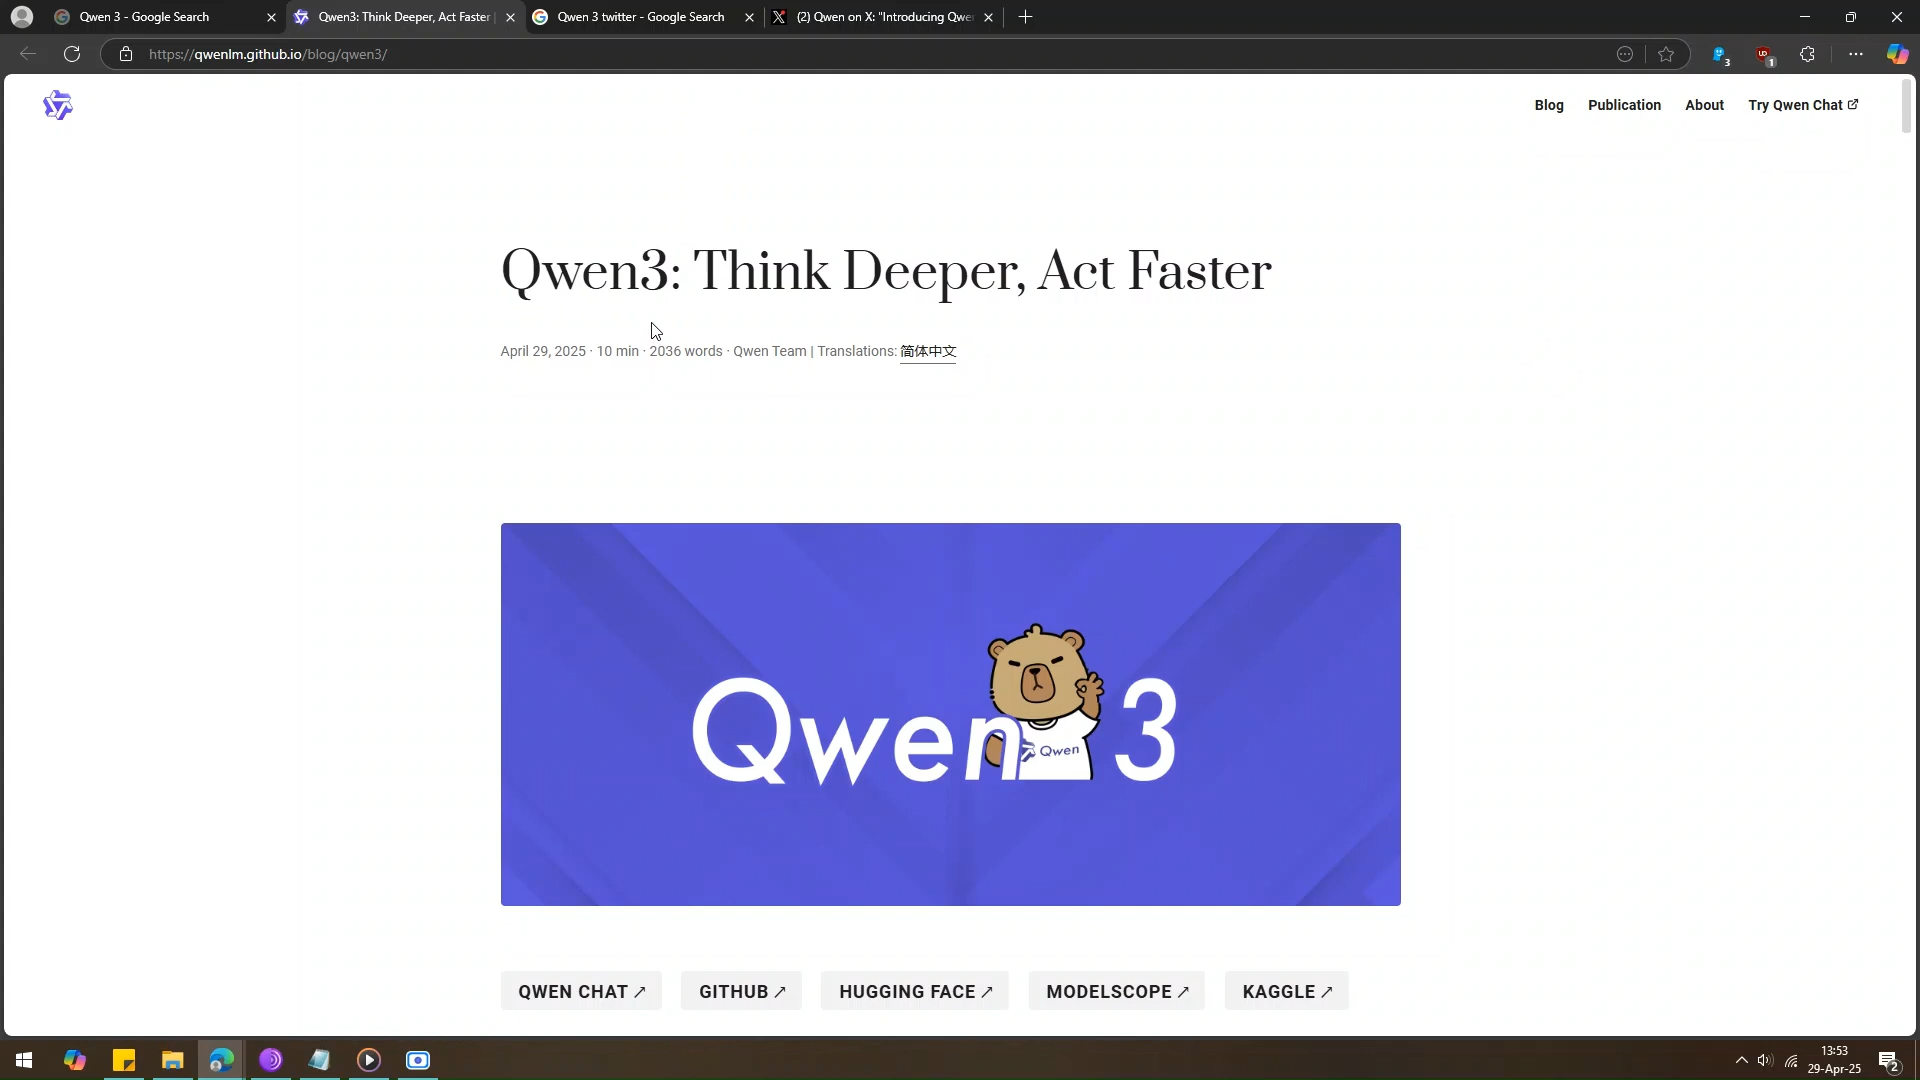 Qwen 3 - Google Search
Qwen3: Think Deeper, Act Faster
Qwen 3 twitter - Google Search
(2) Qwen on X: "Introducing Qwe
https://qwenlm.github.io/blog/qwen3/
3
1
Blog
Publication
About
Try Qwen Chat
Qwen3: Think Deeper, Act Faster
April 29, 2025 · 10 min · 2036 words · Qwen Team | Translations: 简体中文
Qwen 3
Qwen
QWEN CHAT ↗
GITHUB ↗
HUGGING FACE ↗
MODELSCOPE ↗
KAGGLE ↗
13:53
29-Apr-25
2